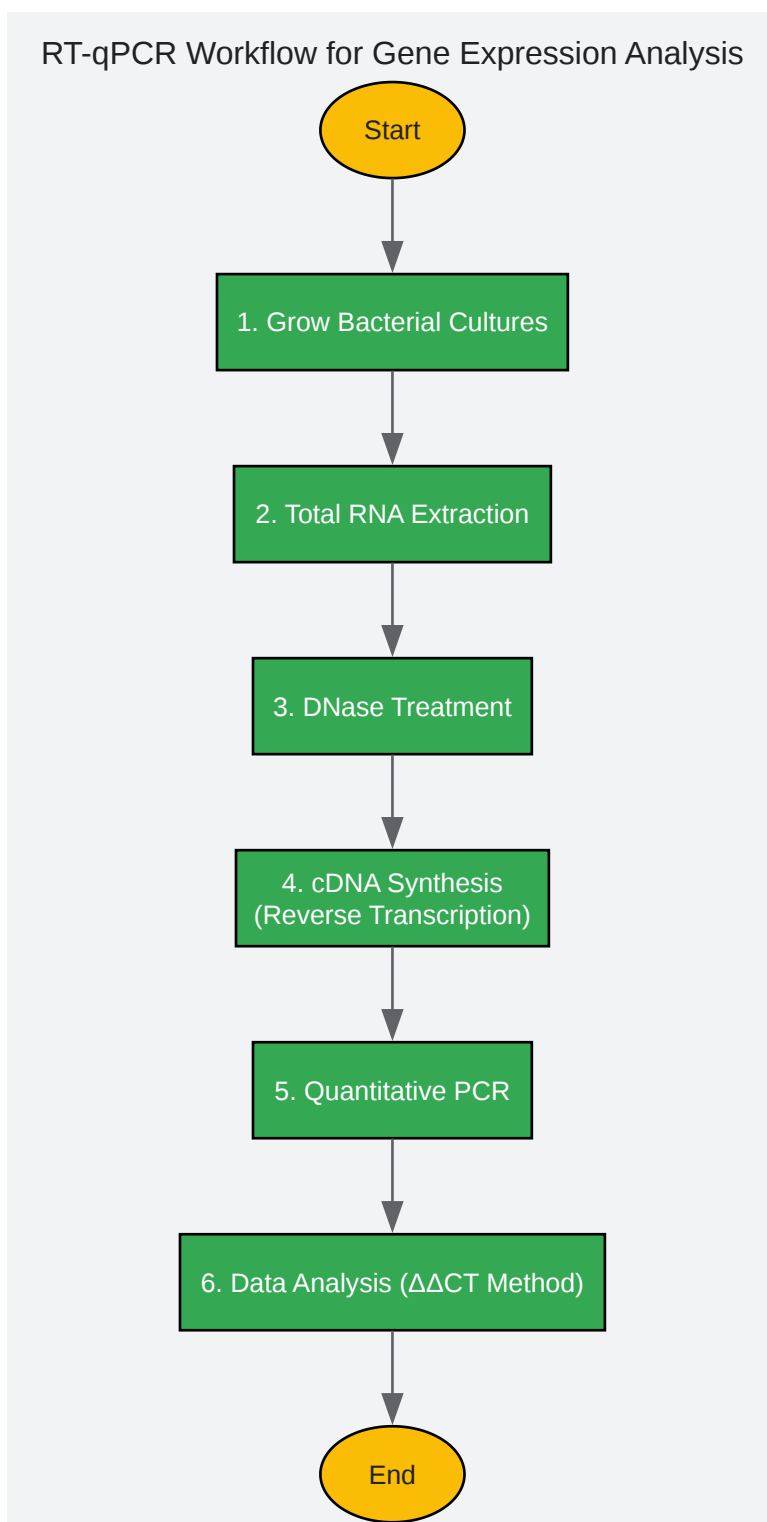 RT-qPCR Workflow for Gene Expression Analysis
Start
1. Grow Bacterial Cultures
2. Total RNA Extraction
3. DNase Treatment
4. cDNA Synthesis
(Reverse Transcription)
5. Quantitative PCR
6. Data Analysis (ΔΔCT Method)
End